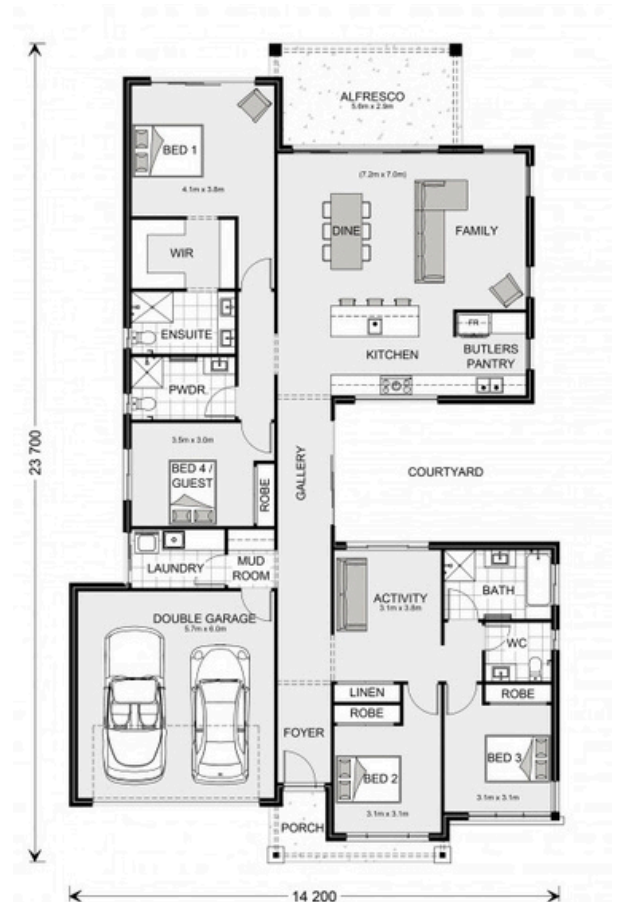 ALFRESCO
5.6m x 2.9m
BED 1
4.1m x 3.8m
(7.2m x 7.0m)
DINE
FAMILY
WIR
ENSUITE
FR
KITCHEN
BUTLERS
PANTRY
PWDR.
3.5m x 3.0m
BED 4 /
GUEST
ROBE
GALLERY
COURTYARD
23 700
LAUNDRY
MUD
ROOM
ACTIVITY
3.1m x 3.8m
BATH
DOUBLE GARAGE
5.7m x 6.0m
WC
LINEN
ROBE
ROBE
FOYER
BED 2
3.1m x 3.1m
BED 3
3.1m x 3.1m
PORCH
14 200